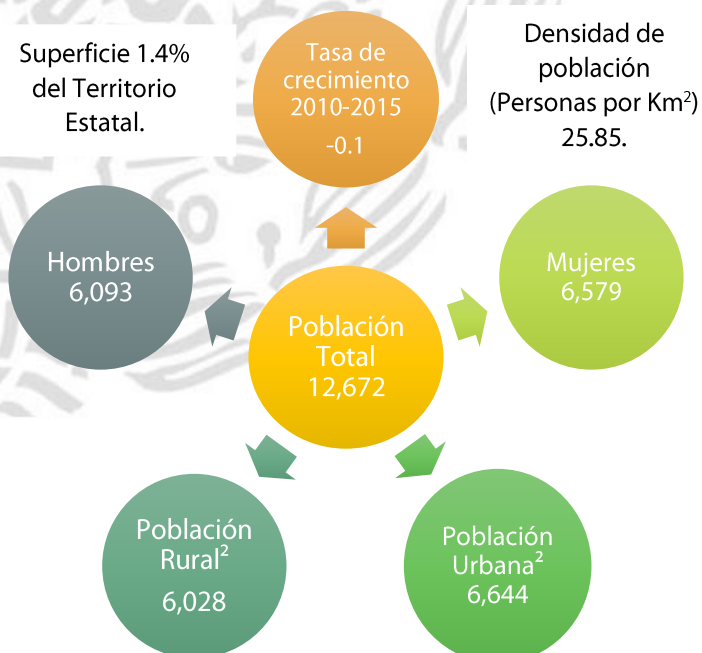 Superficie 1.4%
del Territorio
Estatal.
Tasa de
crecimiento
2010-2015
-0.1
Densidad de
población
(Personas por Km²)
25.85.
Hombres
6,093
Mujeres
6,579
Población
Total
12,672
Población
Rural²
6,028
Población
Urbana²
6,644